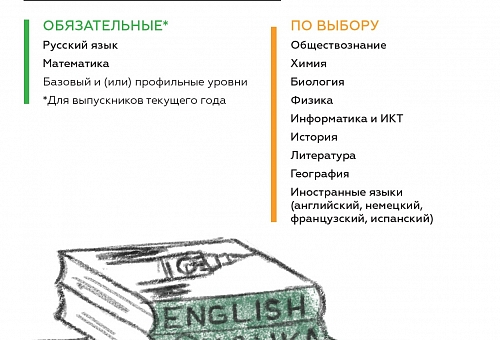 ОБЯЗАТЕЛЬНЫЕ*
Русский язык
Математика
Базовый и (или) профильные уровни
*Для выпускников текущего года
ПО ВЫБОРУ
Обществознание
Химия
Биология
Физика
Информатика и ИКТ
История
Литература
География
Иностранные языки
(английский, немецкий,
французский, испанский)
ENGLISH